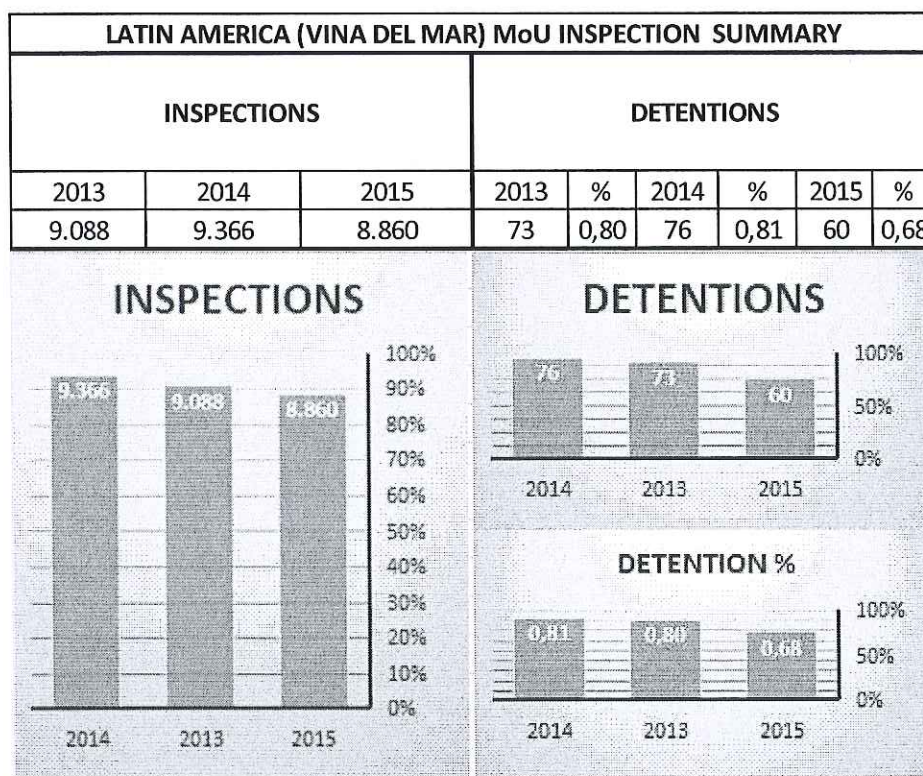 LATIN AMERICA (VINA DEL MAR) MoU INSPECTION SUMMARY
INSPECTIONS DETENTIONS
2013 2014 2015 2013 % 2014 % 2015 %
9.088 9.366 8.860 73 0,80 76 0,81 60 0,68
INSPECTIONS
100%
90%
80%
70%
60%
50%
40%
30%
20%
10%
0%
9.366 9.088 8.860
2014 2013 2015
DETENTIONS
100%
50%
0%
76 73 60
2014 2013 2015
DETENTION %
100%
50%
0%
0,81 0,80 0,68
2014 2013 2015